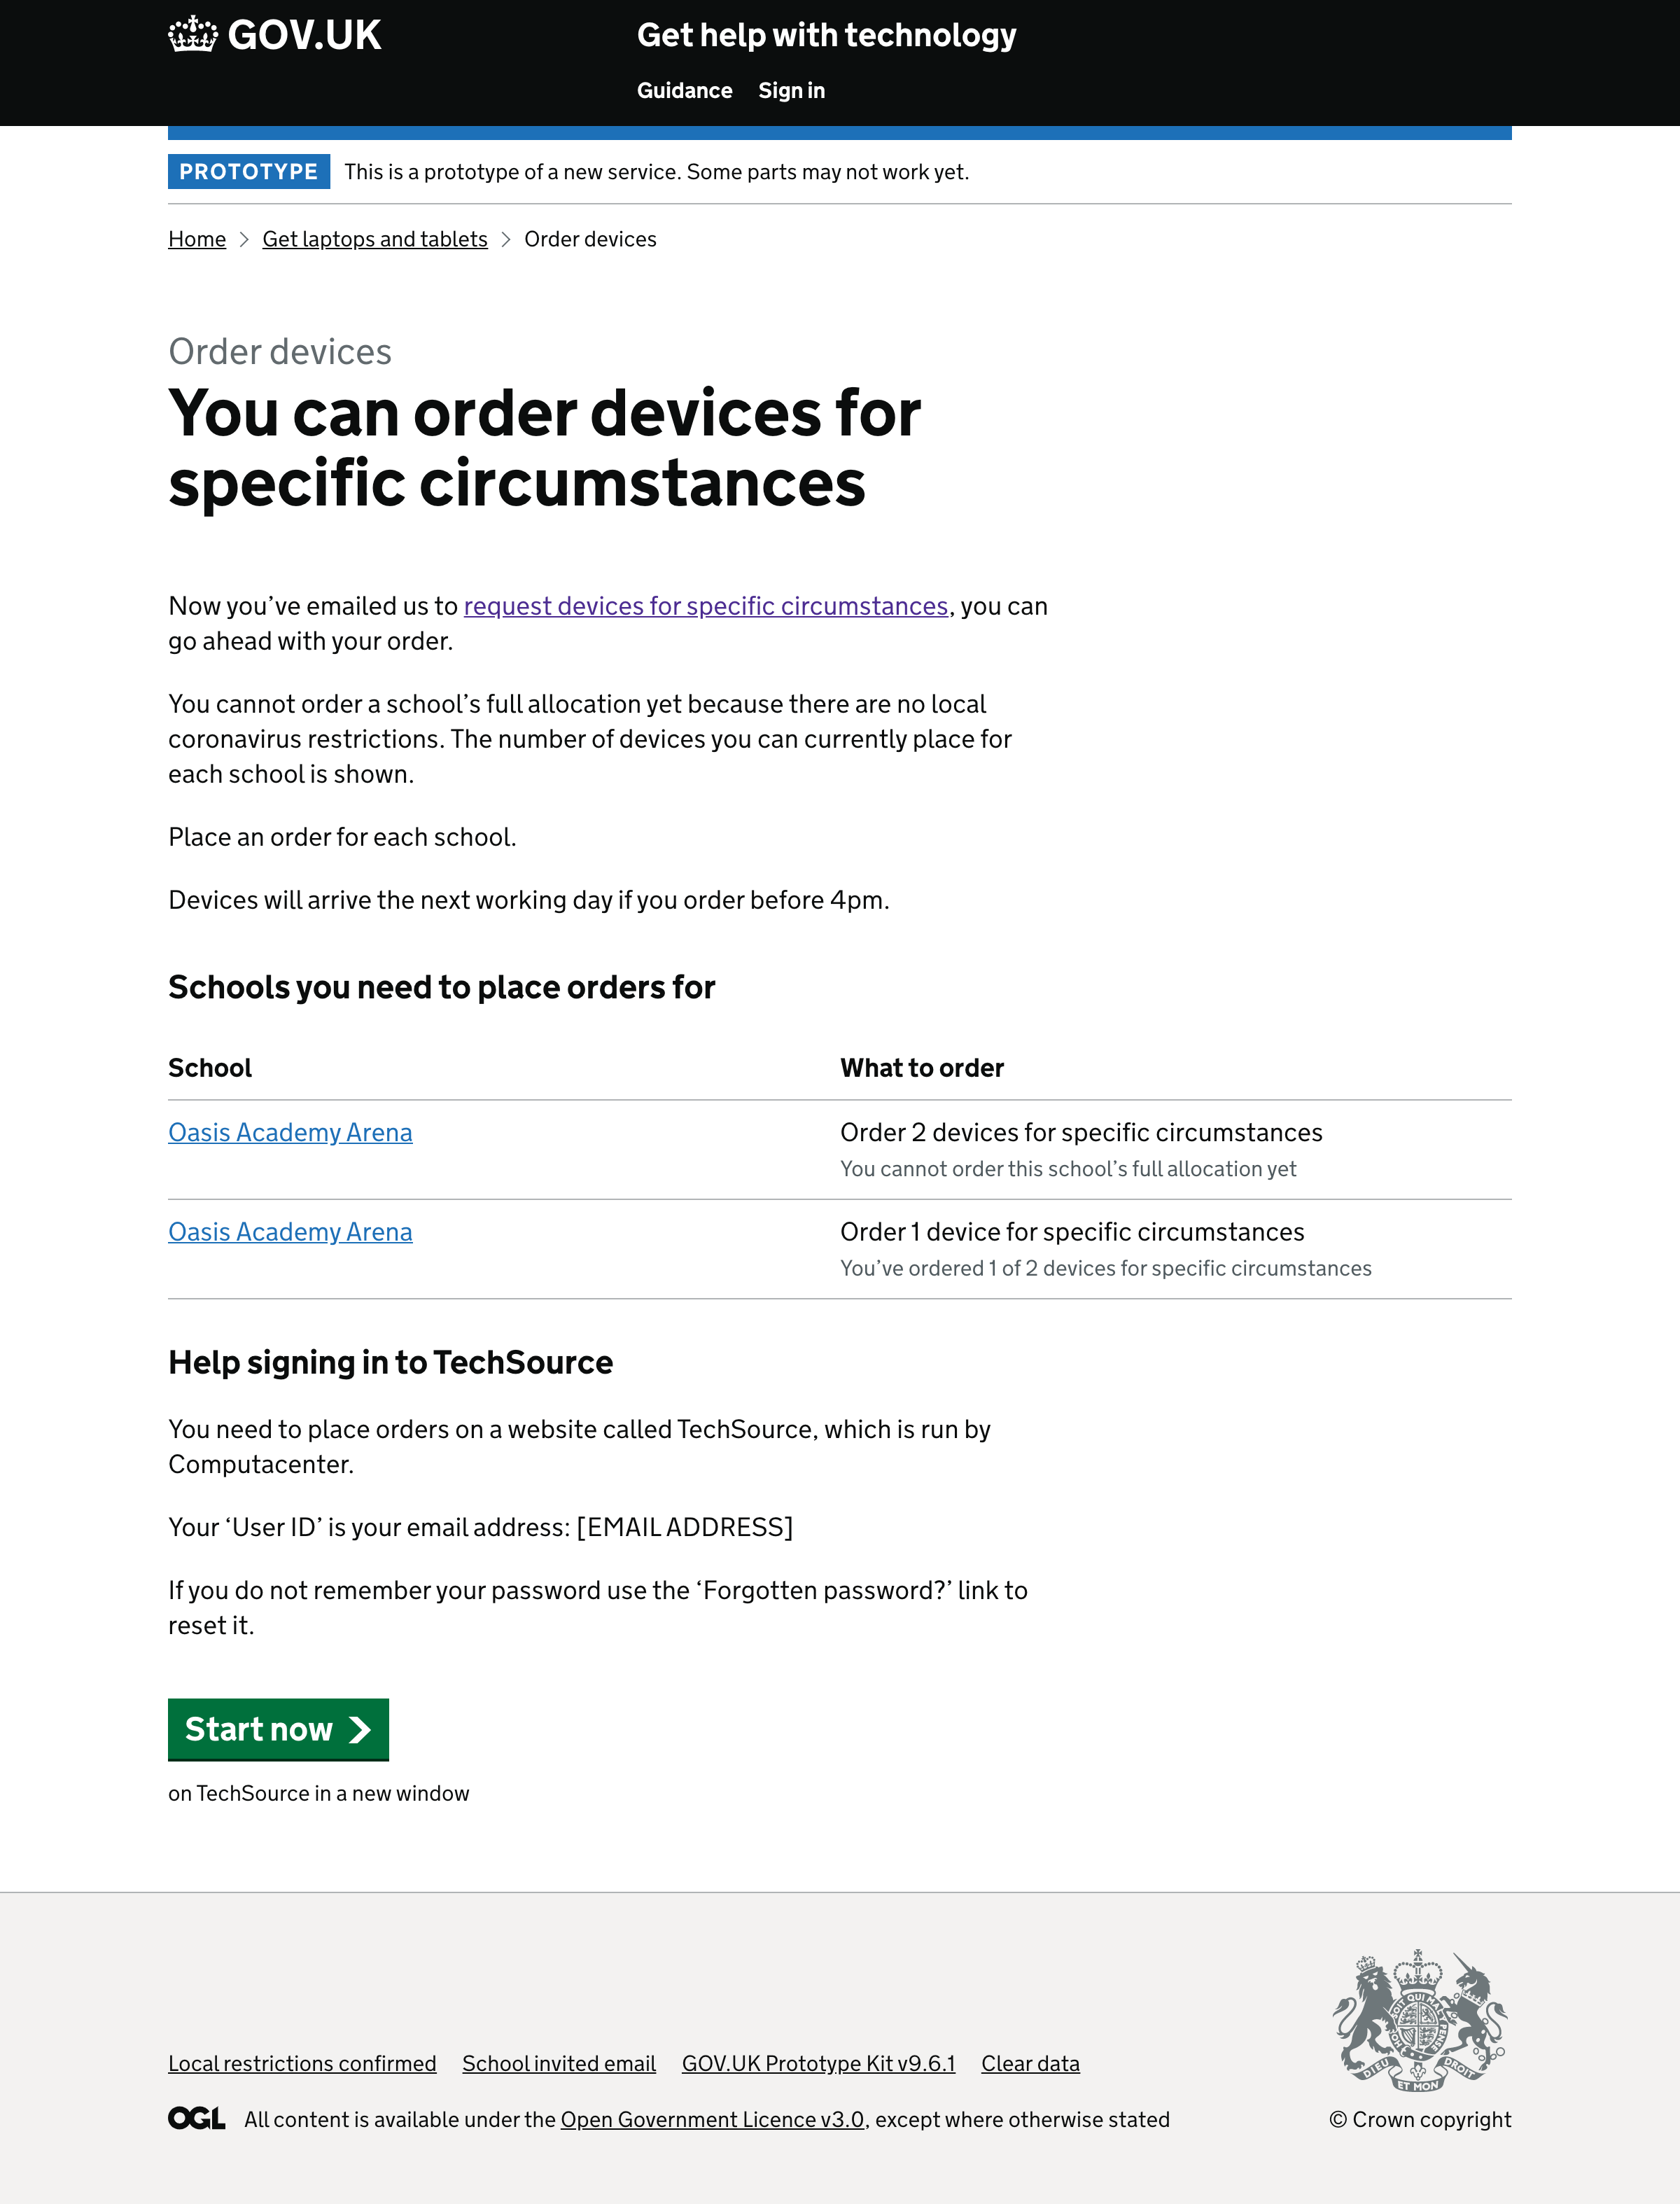 GOV.UK
Get help with technology
Guidance Sign in
PROTOTYPE This is a prototype of a new service. Some parts may not work yet.
Home Get laptops and tablets Order devices
Order devices
You can order devices for
specific circumstances
Now you’ve emailed us to request devices for specific circumstances, you can
go ahead with your order.
You cannot order a school’s full allocation yet because there are no local
coronavirus restrictions. The number of devices you can currently place for
each school is shown.
Place an order for each school.
Devices will arrive the next working day if you order before 4pm.
Schools you need to place orders for
School What to order
Oasis Academy Arena Order 2 devices for specific circumstances
You cannot order this school’s full allocation yet
Oasis Academy Arena Order 1 device for specific circumstances
You’ve ordered 1 of 2 devices for specific circumstances
Help signing in to TechSource
You need to place orders on a website called TechSource, which is run by
Computacenter.
Your ‘User ID’ is your email address: [EMAIL ADDRESS]
If you do not remember your password use the ‘Forgotten password?’ link to
reset it.
Start now
on TechSource in a new window
Local restrictions confirmed School invited email GOV.UK Prototype Kit v9.6.1 Clear data
OGL All content is available under the Open Government Licence v3.0, except where otherwise stated
DIEU ET MON DROIT
© Crown copyright